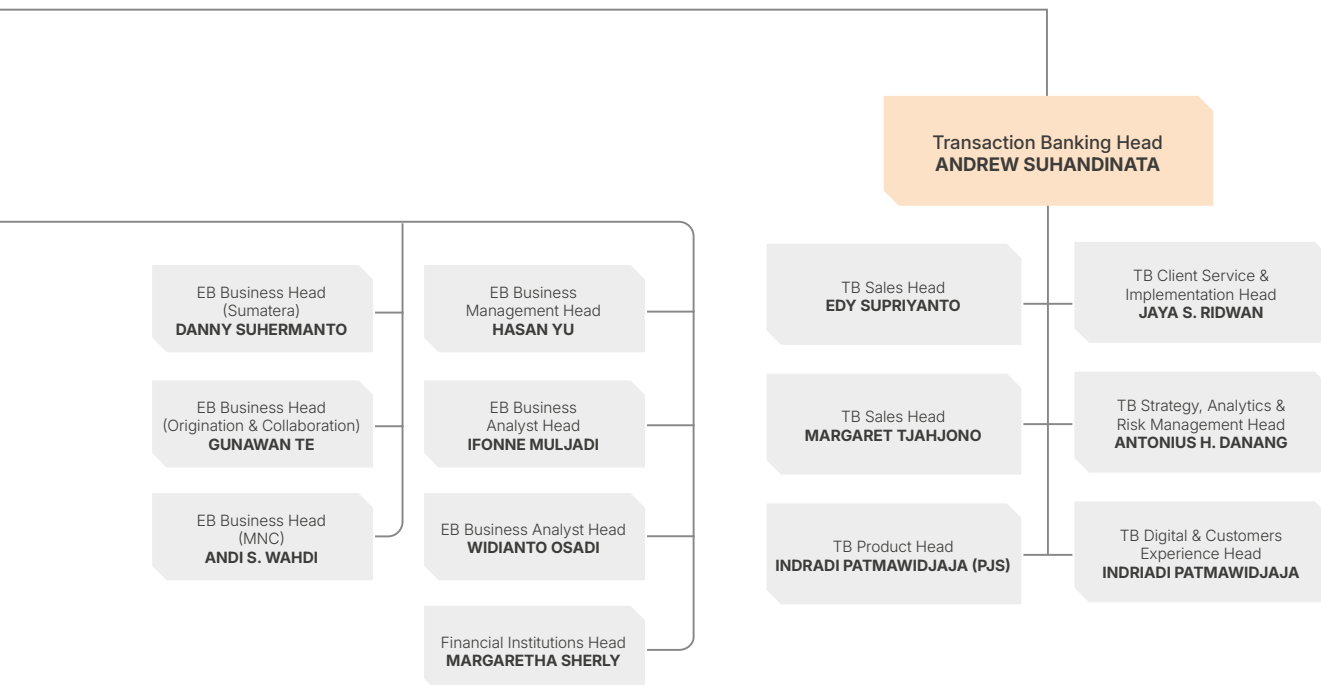 Transaction Banking Head
ANDREW SUHANDINATA
EB Business Head
(Sumatera)
DANNY SUHERMANTO
EB Business Head
(Origination & Collaboration)
GUNAWAN TE
EB Business Head
(MNC)
ANDI S. WAHDI
EB Business
Management Head
HASAN YU
EB Business
Analyst Head
IFONNE MULJADI
EB Business Analyst Head
WIDIANTO OSADI
Financial Institutions Head
MARGARETHA SHERLY
TB Sales Head
EDY SUPRIYANTO
TB Sales Head
MARGARET TJAHJONO
TB Product Head
INDRADI PATMAWIDJAJA (PJS)
TB Client Service &
Implementation Head
JAYA S. RIDWAN
TB Strategy, Analytics &
Risk Management Head
ANTONIUS H. DANANG
TB Digital & Customers
Experience Head
INDRIADI PATMAWIDJAJA